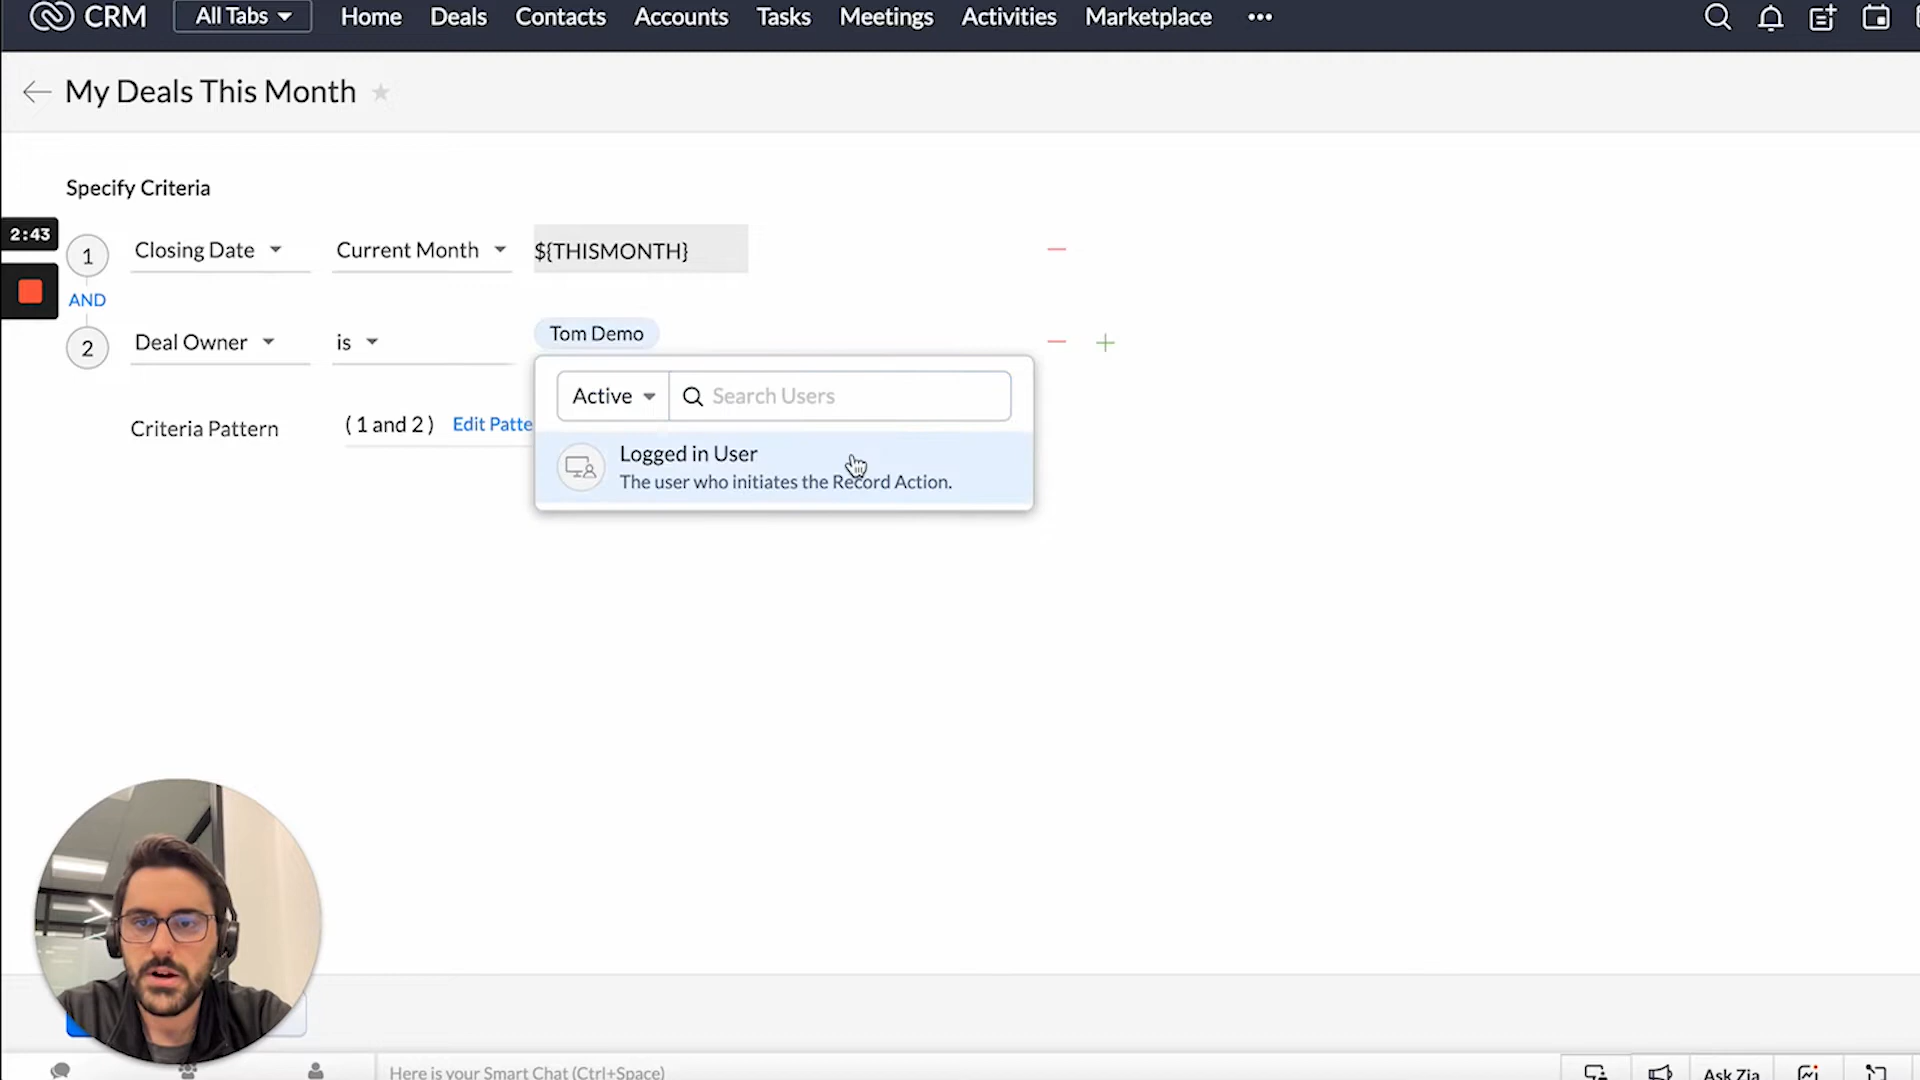 CRM
All Tabs
Home
Deals
Contacts
Accounts
Tasks
Meetings
Activities
Marketplace
My Deals This Month
Specify Criteria
2:43
1
Closing Date
Current Month
${THISMONTH}
AND
2
Deal Owner
is
Tom Demo
Active
Search Users
Criteria Pattern
( 1 and 2 )
Edit Patte
Logged in User
The user who initiates the Record Action.
Here is your Smart Chat (Ctrl+Space)
Ask Zia